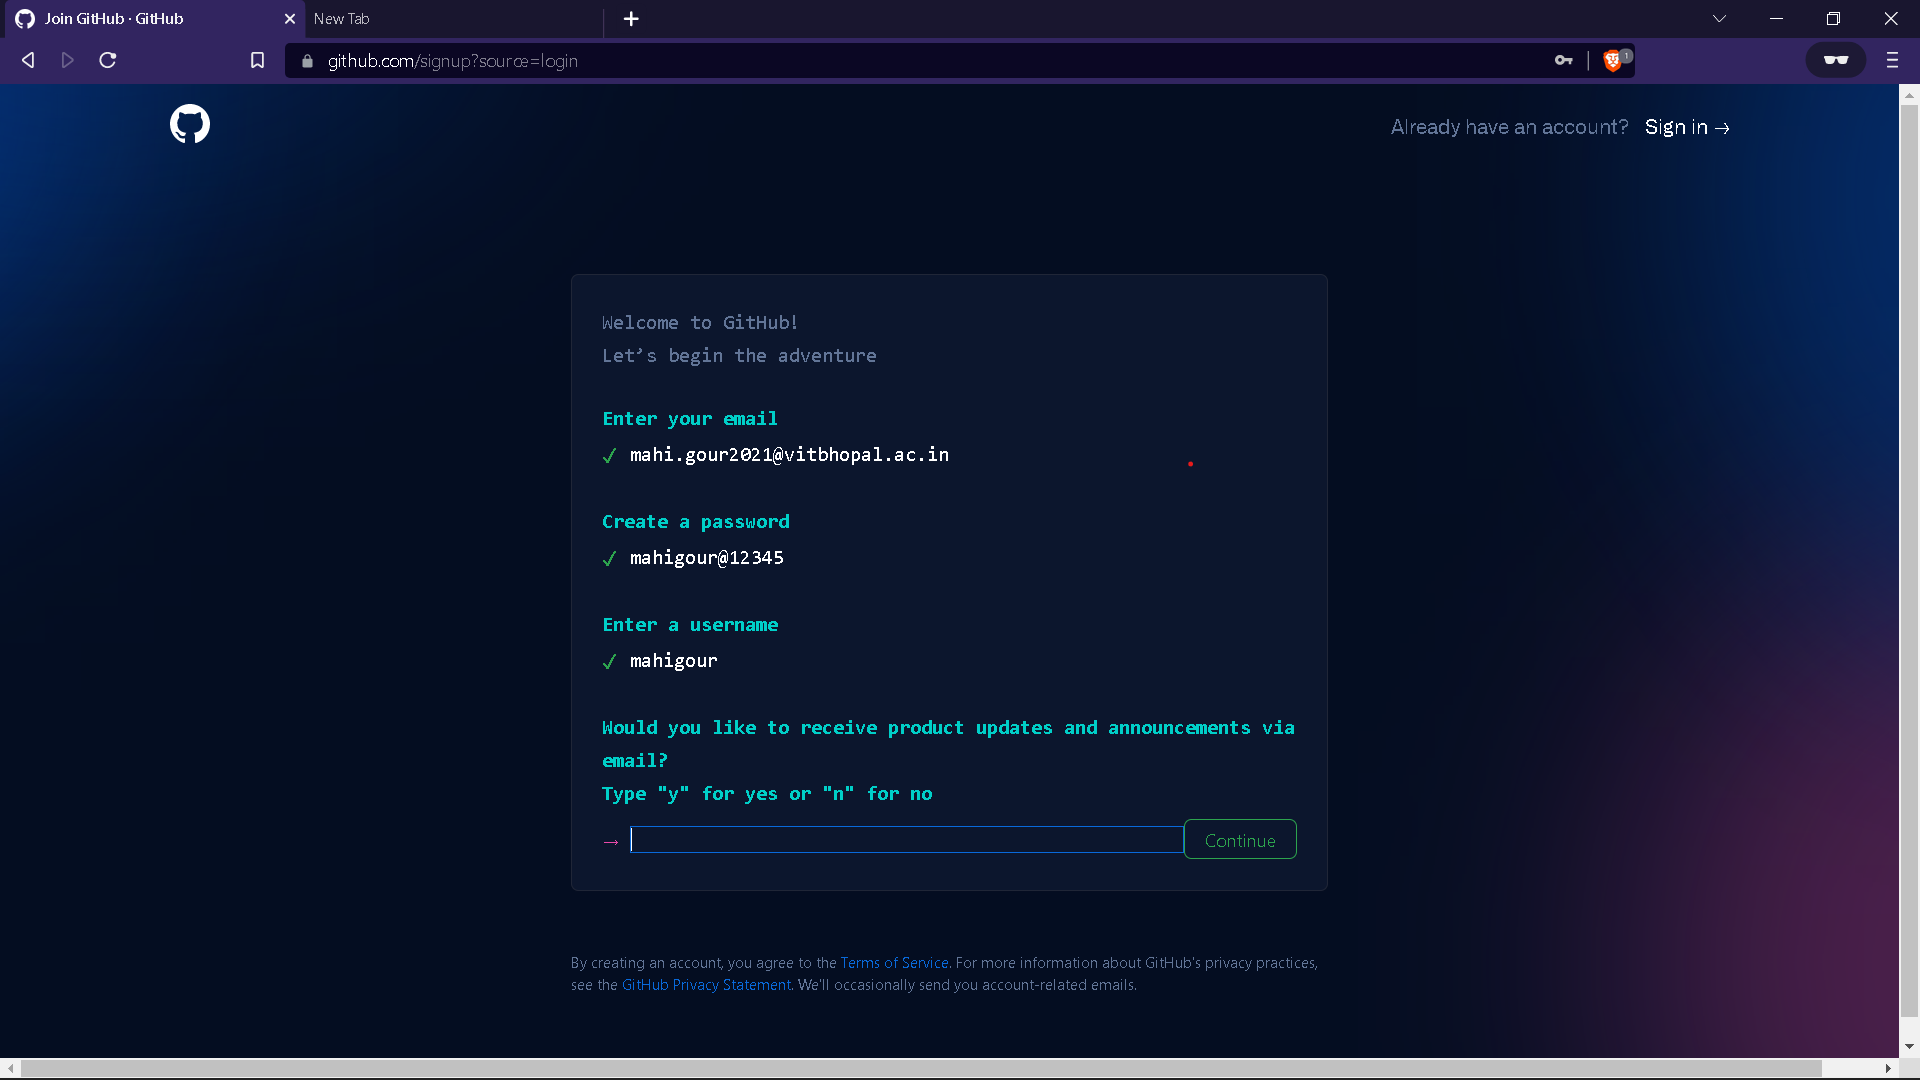 Join GitHub · GitHub
New Tab
github.com/signup?source=login
1
Already have an account? Sign in →
Welcome to GitHub!
Let’s begin the adventure
Enter your email
✓ mahi.gour2021@vitbhopal.ac.in
Create a password
✓ mahigour@12345
Enter a username
✓ mahigour
Would you like to receive product updates and announcements via
email?
Type "y" for yes or "n" for no
→
Continue
By creating an account, you agree to the Terms of Service. For more information about GitHub's privacy practices,
see the GitHub Privacy Statement. We'll occasionally send you account-related emails.